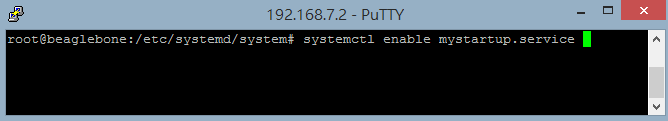 192.168.7.2 - PuTTY
root@beaglebone:/etc/systemd/system# systemctl enable mystartup.service